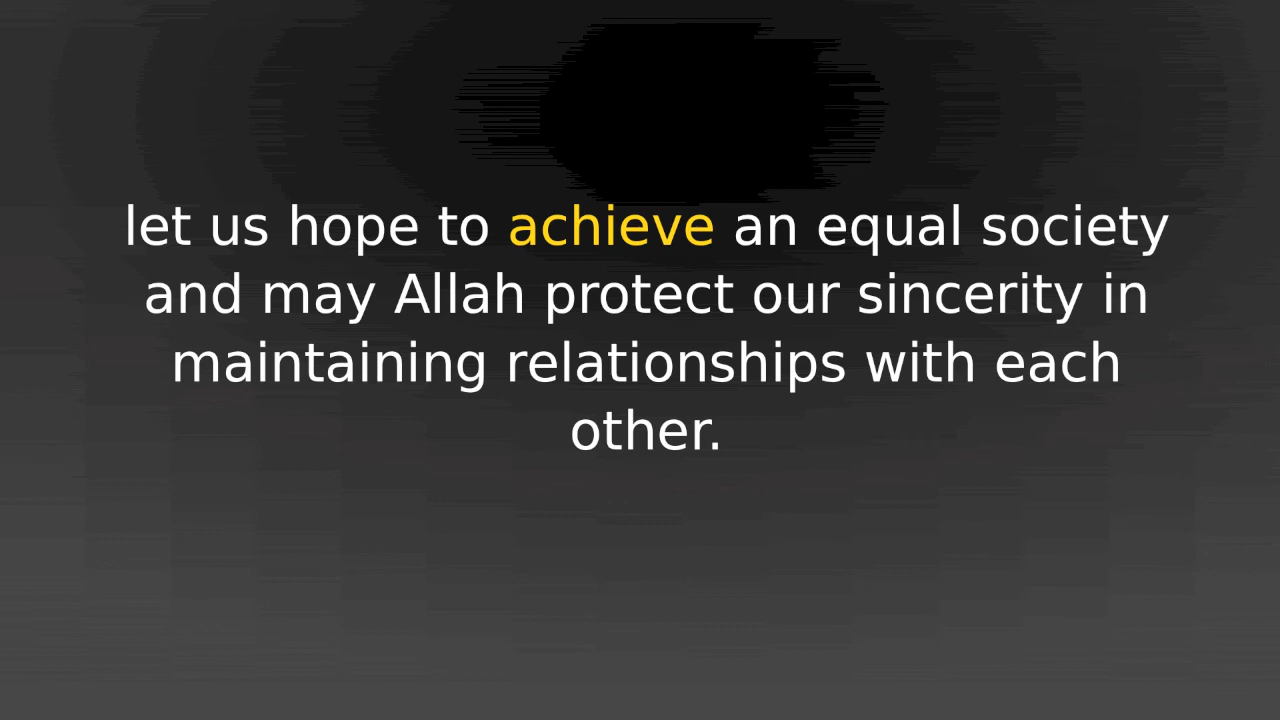 let us hope to achieve an equal society
and may Allah protect our sincerity in
maintaining relationships with each
other.